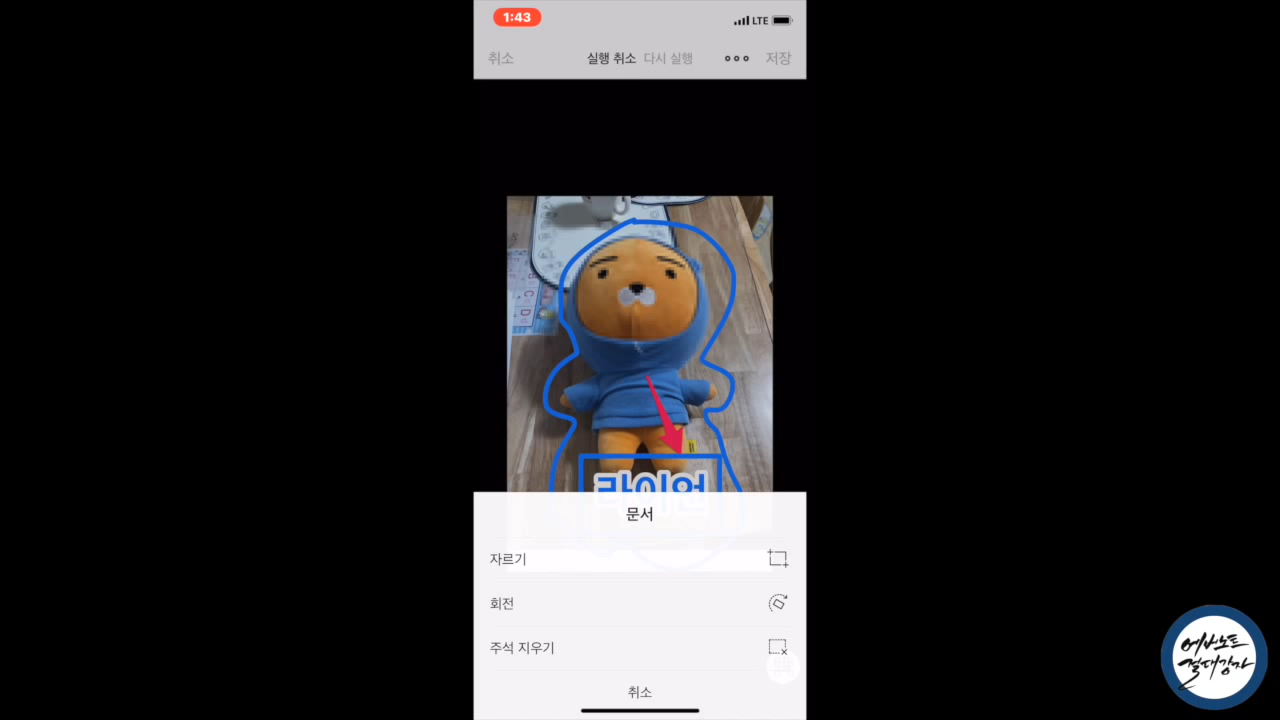 1:43
LTE
취소 실행 취소 다시 실행 저장
C
D
라이언
문서
자르기
회전
주석 지우기
취소
에버노트
절대강자